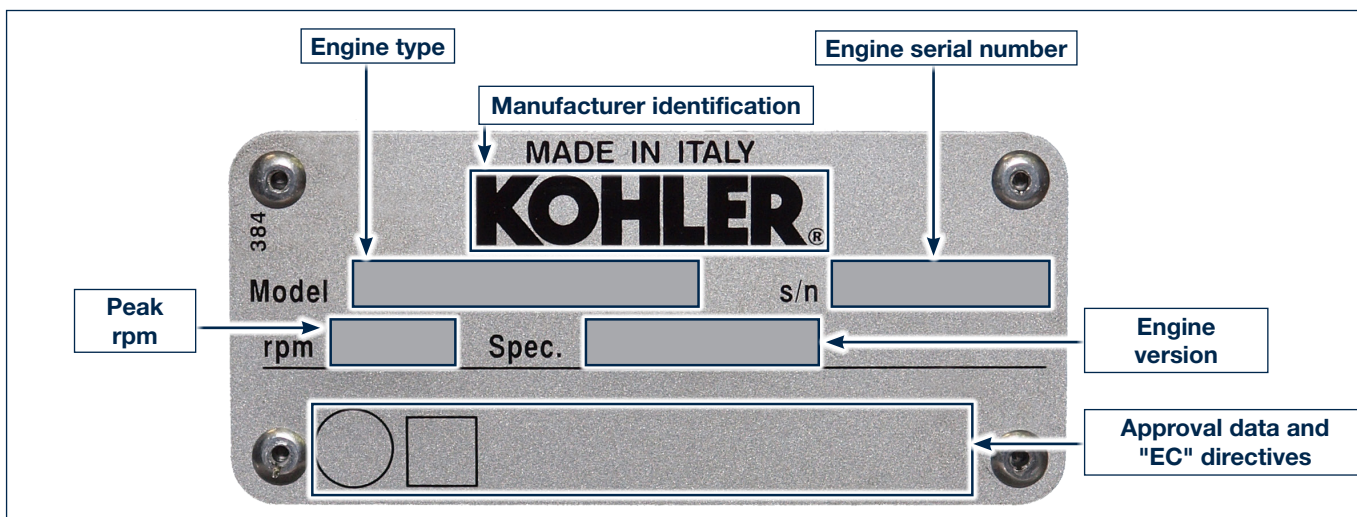 Engine type
Engine serial number
Manufacturer identification
MADE IN ITALY
KOHLER®
384
Model
s/n
Peak
rpm
rpm
Spec.
Engine
version
Approval data and
"EC" directives